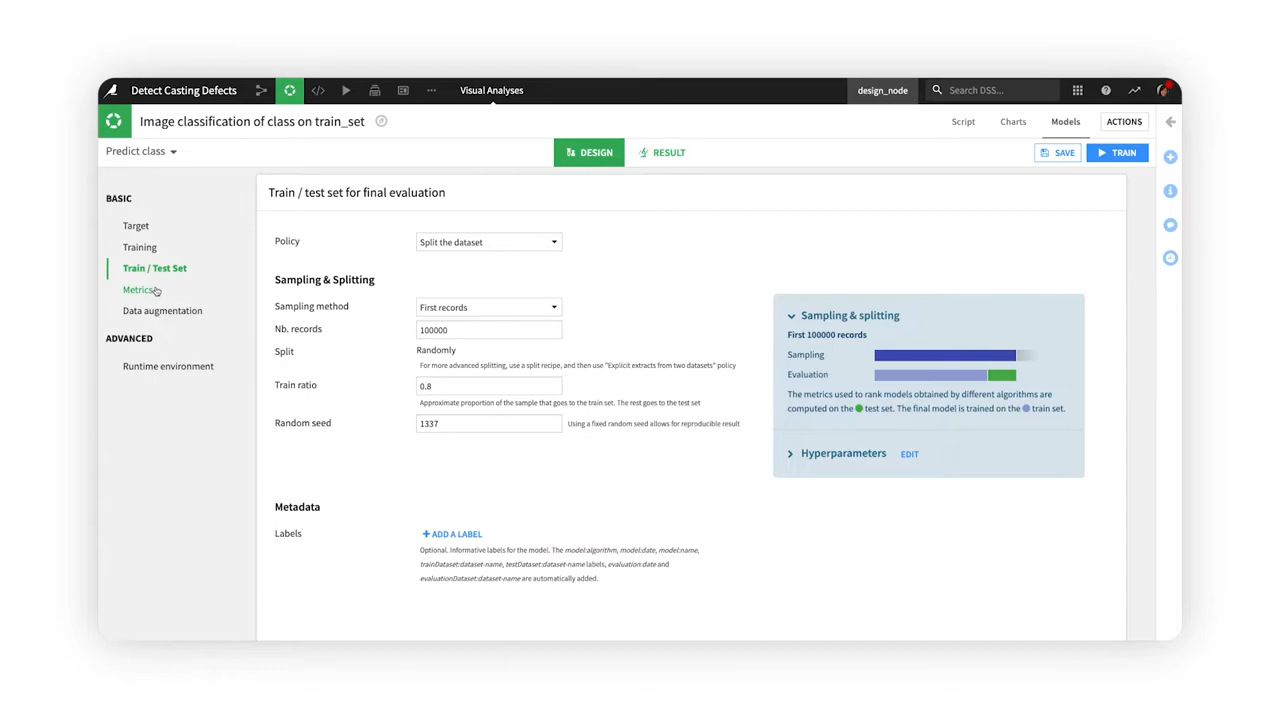 Detect Casting Defects
Visual Analyses
design_node
Search DSS...
Image classification of class on train_set
Script
Charts
Models
ACTIONS
Predict class
DESIGN
RESULT
SAVE
TRAIN
BASIC
Target
Training
Train / Test Set
Metrics
Data augmentation
ADVANCED
Runtime environment
Train / test set for final evaluation
Policy
Split the dataset
Sampling & Splitting
Sampling method
First records
Nb. records
100000
Split
Randomly
For more advanced splitting, use a split recipe, and then use "Explicit extracts from two datasets" policy
Train ratio
0.8
Approximate proportion of the sample that goes to the train set. The rest goes to the test set
Random seed
1337
Using a fixed random seed allows for reproducible result
Sampling & splitting
First 100000 records
Sampling
Evaluation
The metrics used to rank models obtained by different algorithms are
computed on the test set. The final model is trained on the train set.
Hyperparameters
EDIT
Metadata
Labels
+ ADD A LABEL
Optional. informative labels for the model. The model:algorithm, model:date, model:name,
trainDataset:dataset-name, testDataset:dataset-name labels, evaluation:date and
evaluationDataset:dataset-name are automatically added.